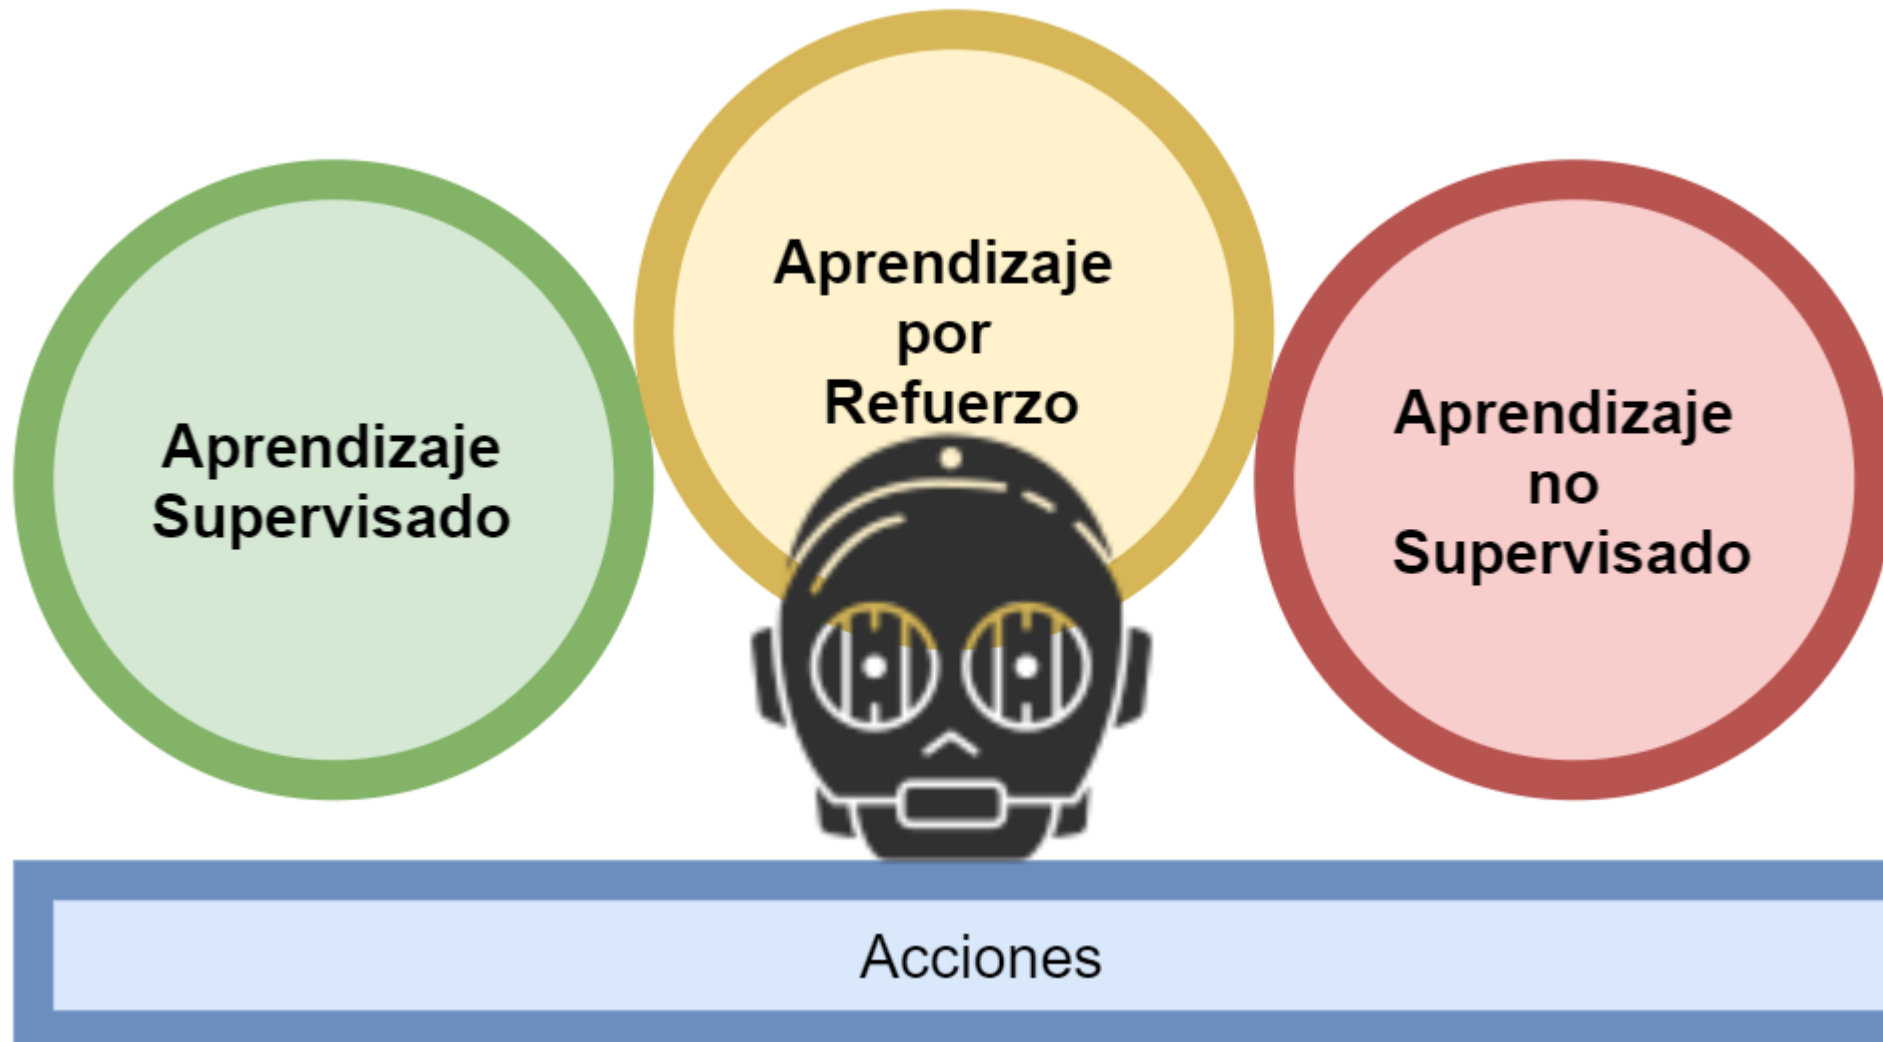 Aprendizaje
Supervisado
Aprendizaje
por
Refuerzo
Aprendizaje
no
Supervisado
Acciones